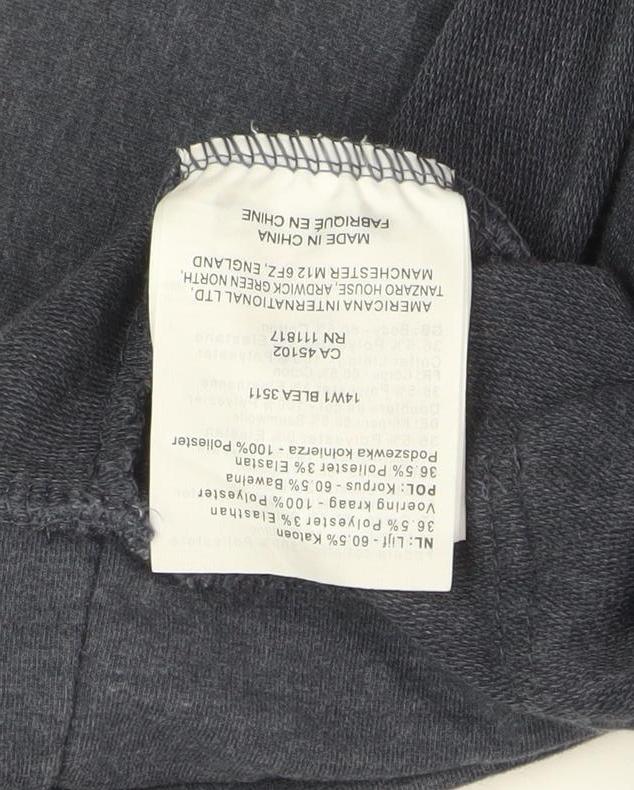 NL: Lijf - 60.5% Katoen
36.5% Polyester 3% Elasthan
Voering kraag - 100% Polyester
POL: Korpus - 60.5% Bawełna
36.5% Poliester 3% Elastan
Podszewka kołnierza - 100% Poliester
14W1 BLEA 3511
CA 45102
RN 111817
AMERICANA INTERNATIONAL LTD,
TANZARO HOUSE, ARDWICK GREEN NORTH,
MANCHESTER M12 6FZ, ENGLAND
MADE IN CHINA
FABRIQUÉ EN CHINE